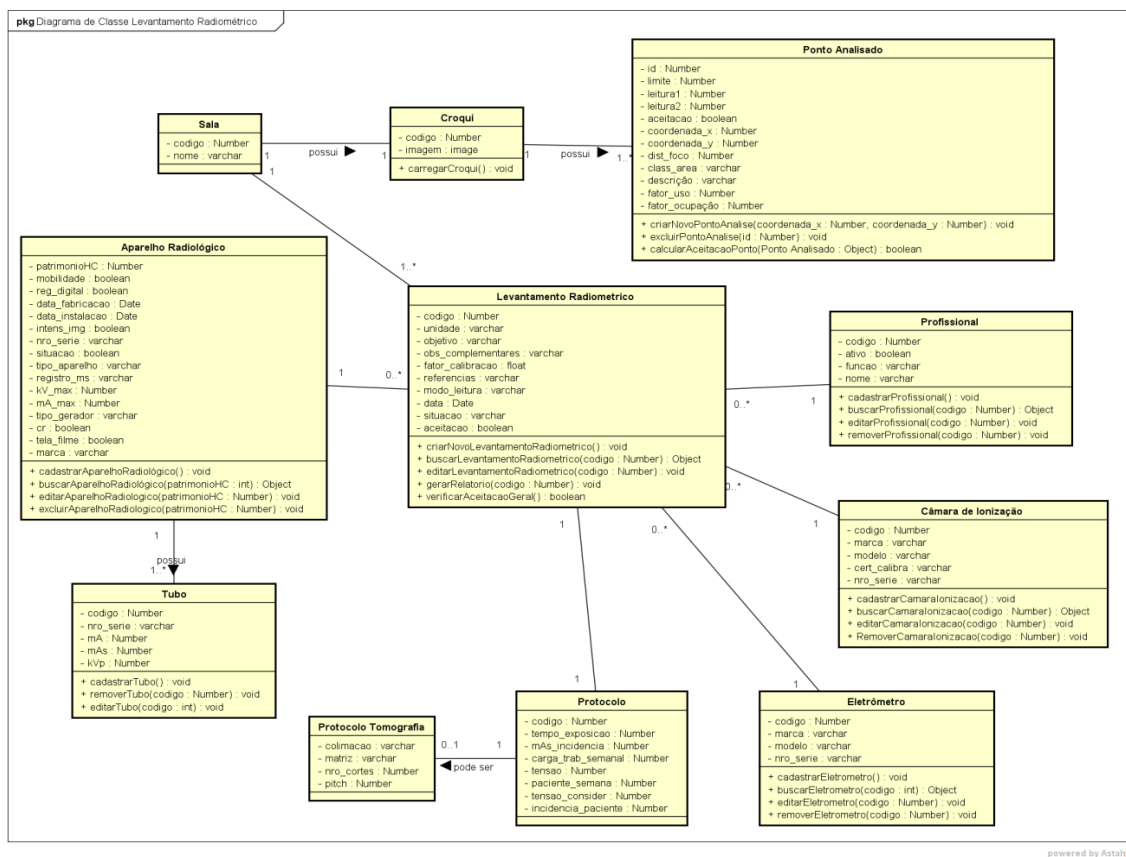 pkg Diagrama de Classe Levantamento Radiométrico
Ponto Analisado
- id : Number
- limite : Number
- leitura1 : Number
- leitura2 : Number
- aceitacao : boolean
- coordenada_x : Number
- coordenada_y : Number
- dist_foco : Number
- class_area : varchar
- descrição : varchar
- fator_uso : Number
- fator_ocupação : Number
+ criarNovoPontoAnalise(coordenada_x : Number, coordenada_y : Number) : void
+ excluirPontoAnalise(id : Number) : void
+ calcularAceitacaoPonto(Ponto Analisado : Object) : boolean
Croqui
- codigo : Number
- imagem : image
+ carregarCroqui() : void
Sala
- codigo : Number
- nome : varchar
1
possui
1
1
possui
1..*
1
1..*
Aparelho Radiológico
- patrimonioHC : Number
- mobilidade : boolean
- reg_digital : boolean
- data_fabricacao : Date
- data_instalacao : Date
- intens_img : boolean
- nro_serie : varchar
- situacao : boolean
- tipo_aparelho : varchar
- registro_ms : varchar
- kV_max : Number
- mA_max : Number
- tipo_gerador : varchar
- cr : boolean
- tela_filme : boolean
- marca : varchar
+ cadastrarAparelhoRadiológico() : void
+ buscarAparelhoRadiológico(patrimonioHC : int) : Object
+ editarAparelhoRadiologico(patrimonioHC : Number) : void
+ excluirAparelhoRadiologico(patrimonioHC : Number) : void
1
0..*
Levantamento Radiometrico
- codigo : Number
- unidade : varchar
- objetivo : varchar
- obs_complementares : varchar
- fator_calibracao : float
- referencias : varchar
- modo_leitura : varchar
- data : Date
- situacao : varchar
- aceitacao : boolean
+ criarNovoLevantamentoRadiometrico() : void
+ buscarLevantamentoRadiometrico(codigo : Number) : Object
+ editarLevantamentoRadiometrico(codigo : Number) : void
+ gerarRelatorio(codigo : Number) : void
+ verificarAceitacaoGeral() : boolean
Profissional
- codigo : Number
- ativo : boolean
- funcao : varchar
- nome : varchar
+ cadastrarProfissional() : void
+ buscarProfissional(codigo : Number) : Object
+ editarProfissional(codigo : Number) : void
+ removerProfissional(codigo : Number) : void
0..*
1
0..*
1
Câmara de Ionização
- codigo : Number
- marca : varchar
- modelo : varchar
- cert_calibra : varchar
- nro_serie : varchar
+ cadastrarCamaraIonizacao() : void
+ buscarCamaraIonizacao(codigo : Number) : Object
+ editarCamaraIonizacao(codigo : Number) : void
+ RemoverCamaraIonizacao(codigo : Number) : void
1
possui
1..*
1
0..*
Tubo
- codigo : Number
- nro_serie : varchar
- mA : Number
- mAs : Number
- kVp : Number
+ cadastrarTubo() : void
+ removerTubo(codigo : Number) : void
+ editarTubo(codigo : int) : void
1
1
Protocolo Tomografia
- colimacao : varchar
- matriz : varchar
- nro_cortes : Number
- pitch : Number
0..1
1
pode ser
Protocolo
- codigo : Number
- tempo_exposicao : Number
- mAs_incidencia : Number
- carga_trab_semanal : Number
- tensao : Number
- paciente_semana : Number
- tensao_consider : Number
- incidencia_paciente : Number
Eletrômetro
- codigo : Number
- marca : varchar
- modelo : varchar
- nro_serie : varchar
+ cadastrarEletrometro() : void
+ buscarEletrometro(codigo : int) : Object
+ editarEletrometro(codigo : Number) : void
+ removerEletrometro(codigo : Number) : void
powered by Astah